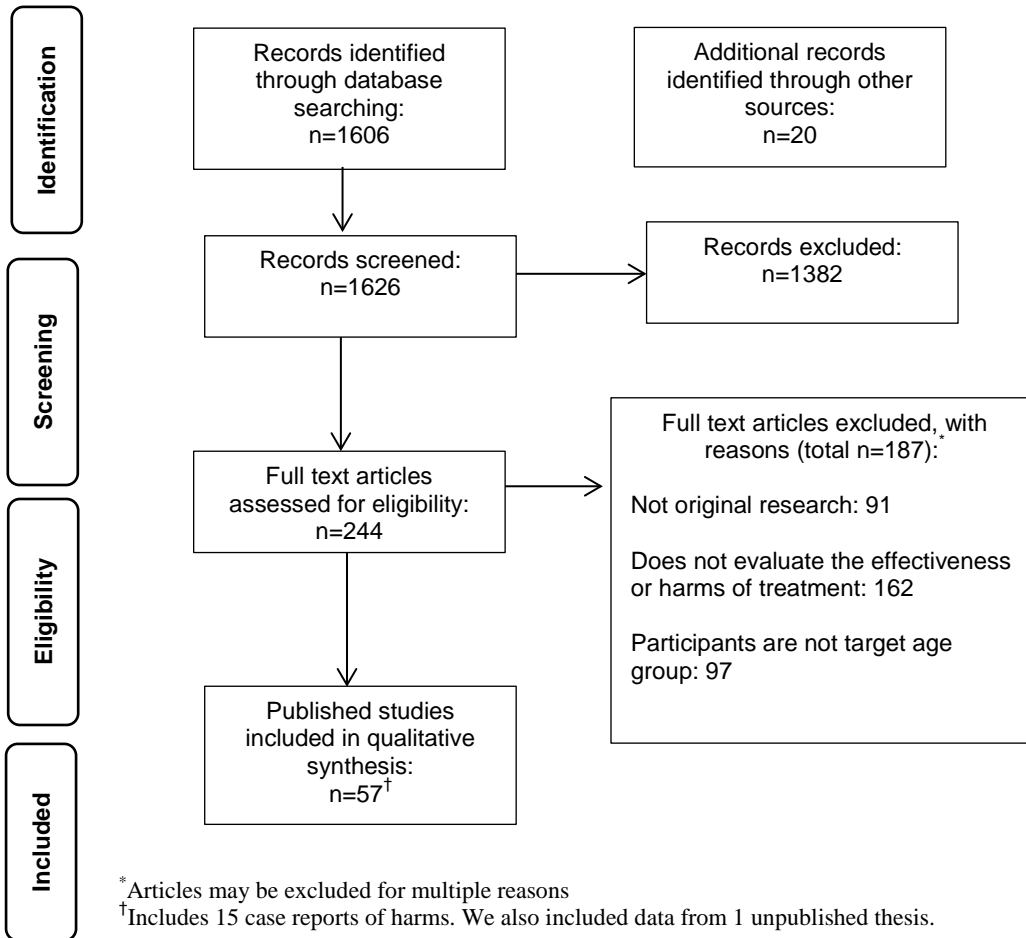 Identification
Records identified
through database
searching:
n=1606
Additional records
identified through other
sources:
n=20
Records screened:
n=1626
Records excluded:
n=1382
Screening
Full text articles
assessed for eligibility:
n=244
Full text articles excluded, with
reasons (total n=187):*
Not original research: 91
Does not evaluate the effectiveness
or harms of treatment: 162
Participants are not target age
group: 97
Eligibility
Published studies
included in qualitative
synthesis:
n=57†
Included
*Articles may be excluded for multiple reasons
†Includes 15 case reports of harms. We also included data from 1 unpublished thesis.